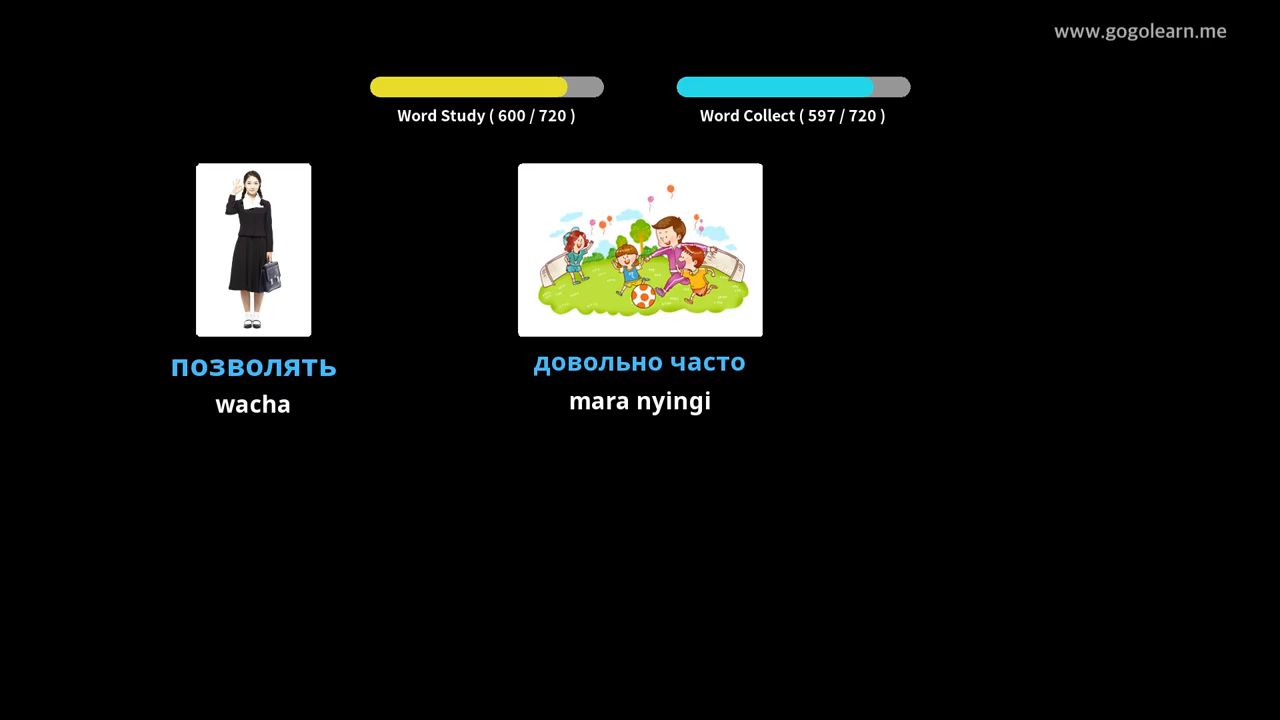 www.gogolearn.me
Word Study ( 600 / 720 )
Word Collect ( 597 / 720 )
позволять
wacha
довольно часто
mara nyingi